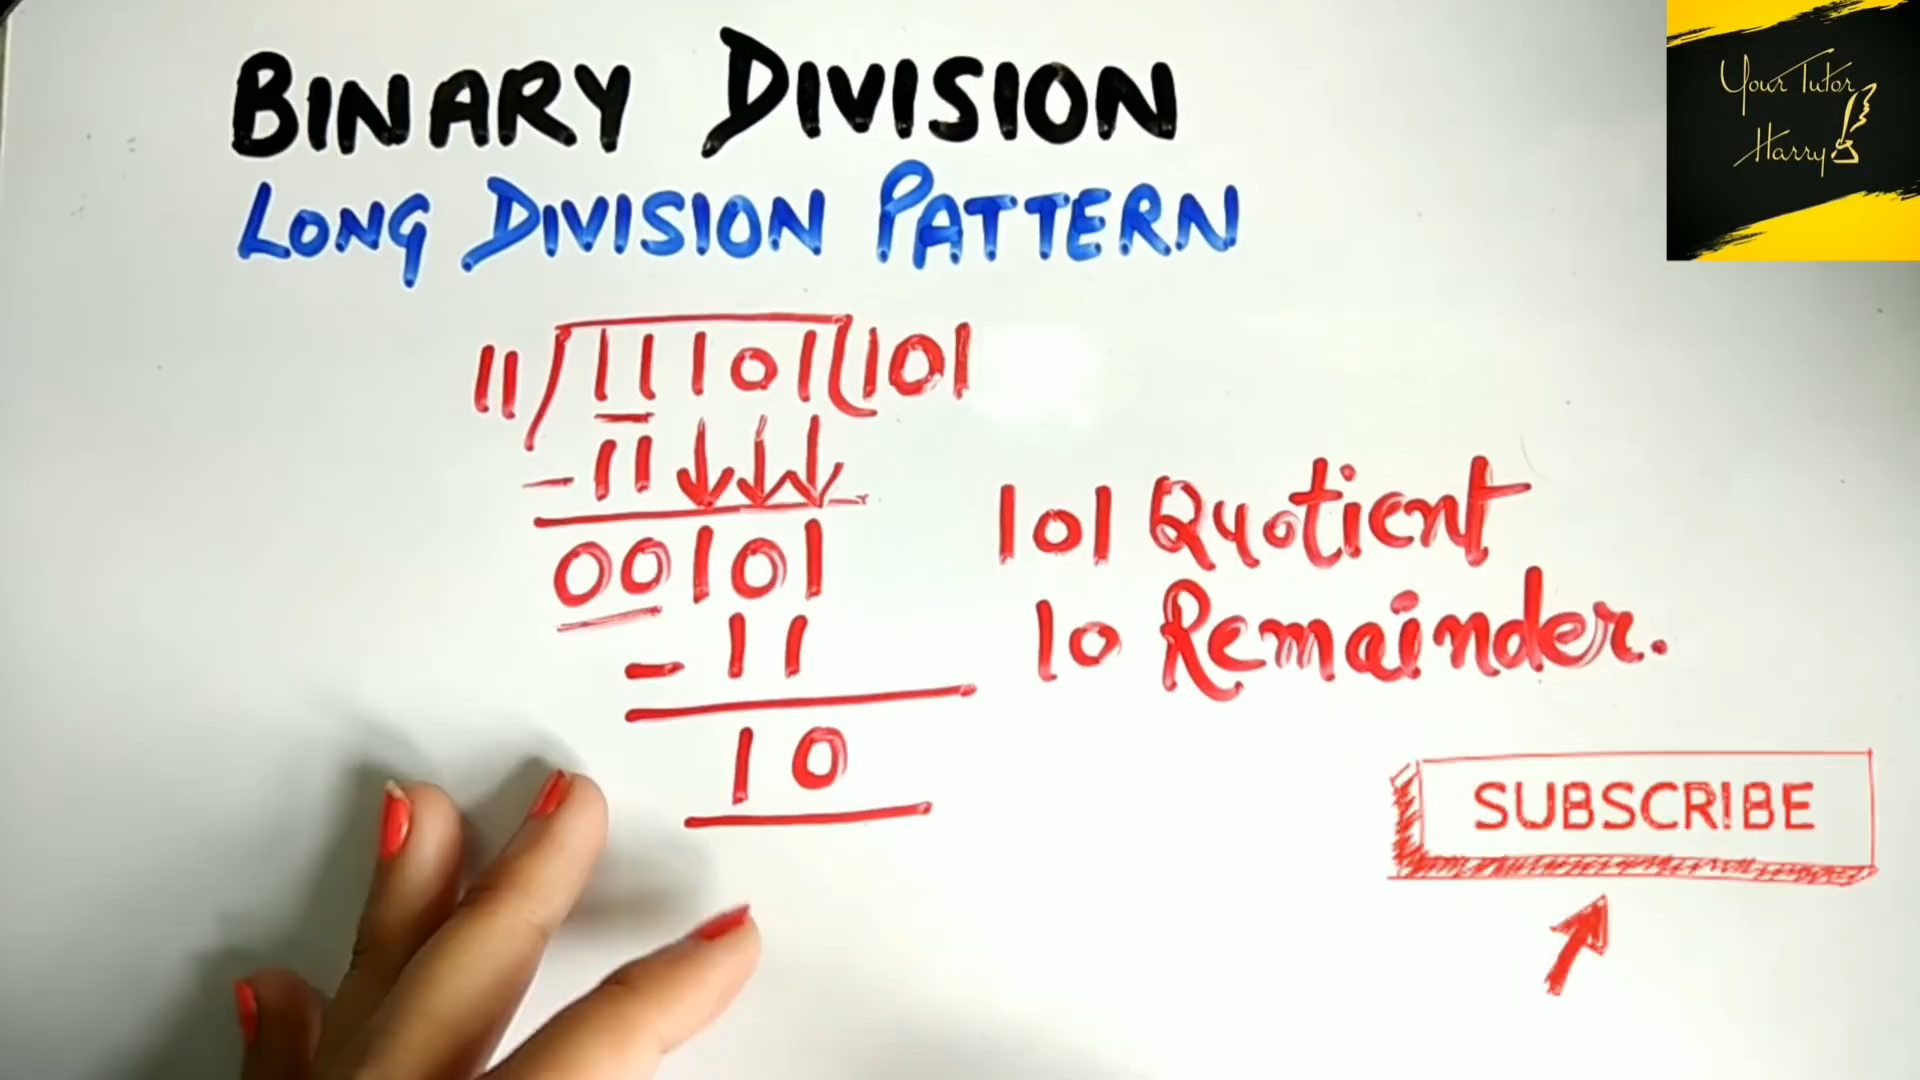 BINARY DIVISION
Your Tutor
Harry
LONG DIVISION PATTERN
11 11101 101
-11
00101
101 Quotient
-11
10 Remainder.
10
SUBSCRIBE